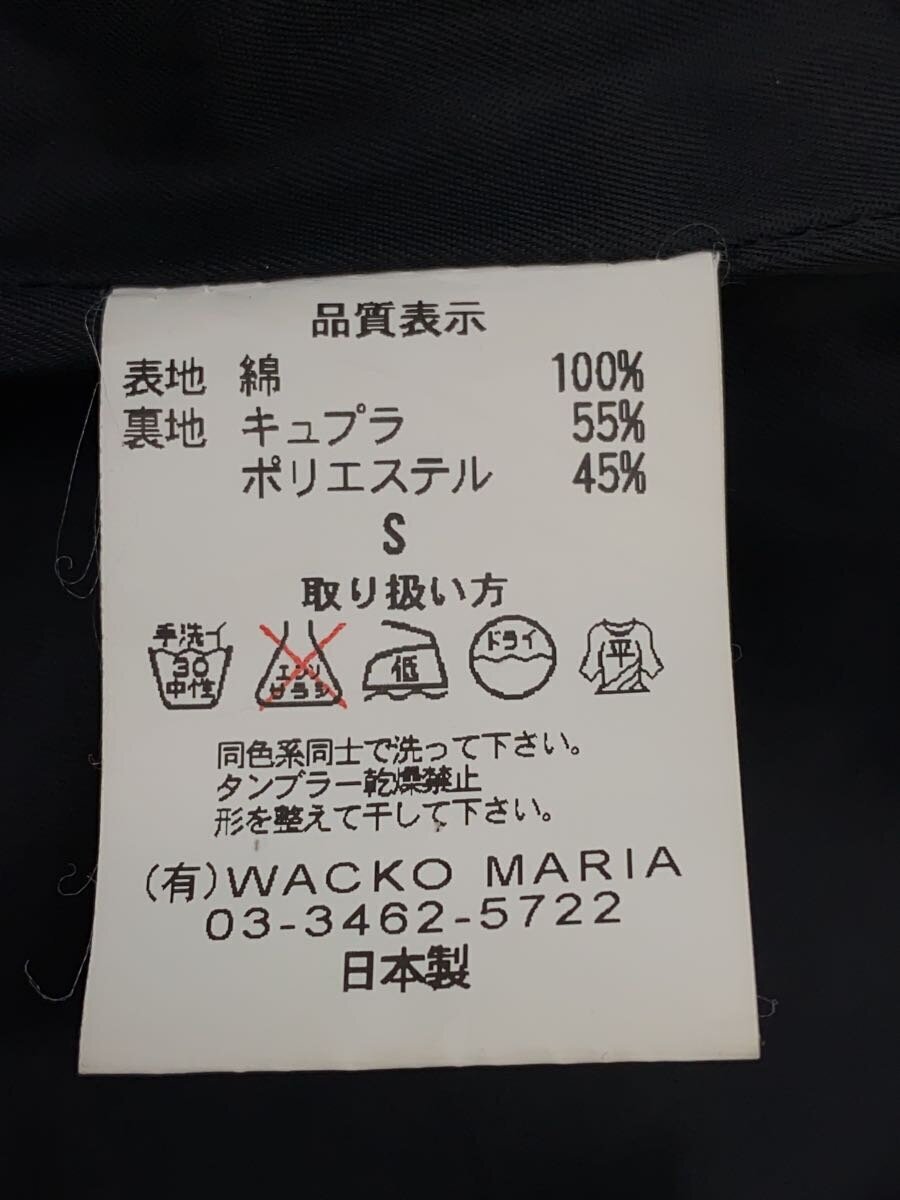 品質表示
表地 綿 100%
裏地 キュプラ 55%
ポリエステル 45%
S
取り扱い方
手洗イ 30 中性 エンソ サラシ 低 ドライ 平
同色系同士で洗って下さい。
タンブラー乾燥禁止
形を整えて干して下さい。
(有)WACKO MARIA
03-3462-5722
日本製